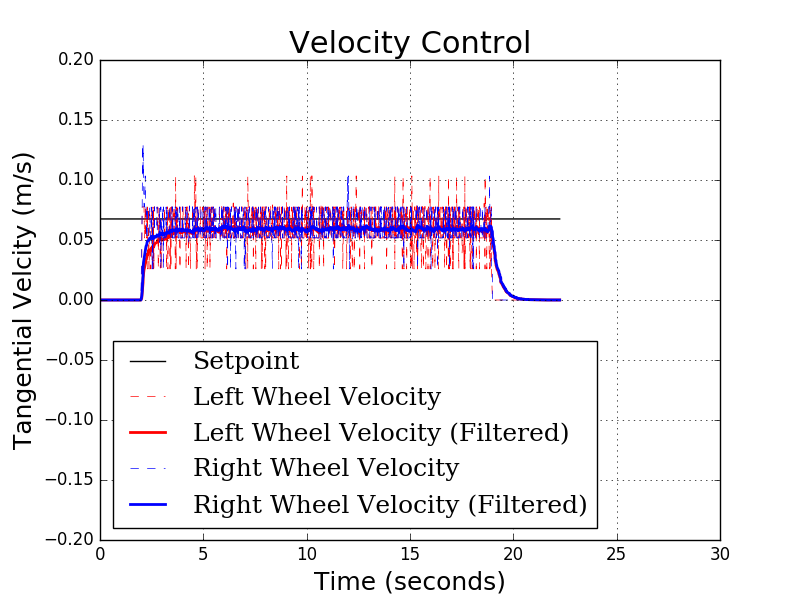 Velocity Control
Tangential Velcity (m/s)
0.20
0.15
0.10
0.05
0.00
−0.05
−0.10
−0.15
−0.20
Setpoint
Left Wheel Velocity
Left Wheel Velocity (Filtered)
Right Wheel Velocity
Right Wheel Velocity (Filtered)
0 5 10 15 20 25 30
Time (seconds)